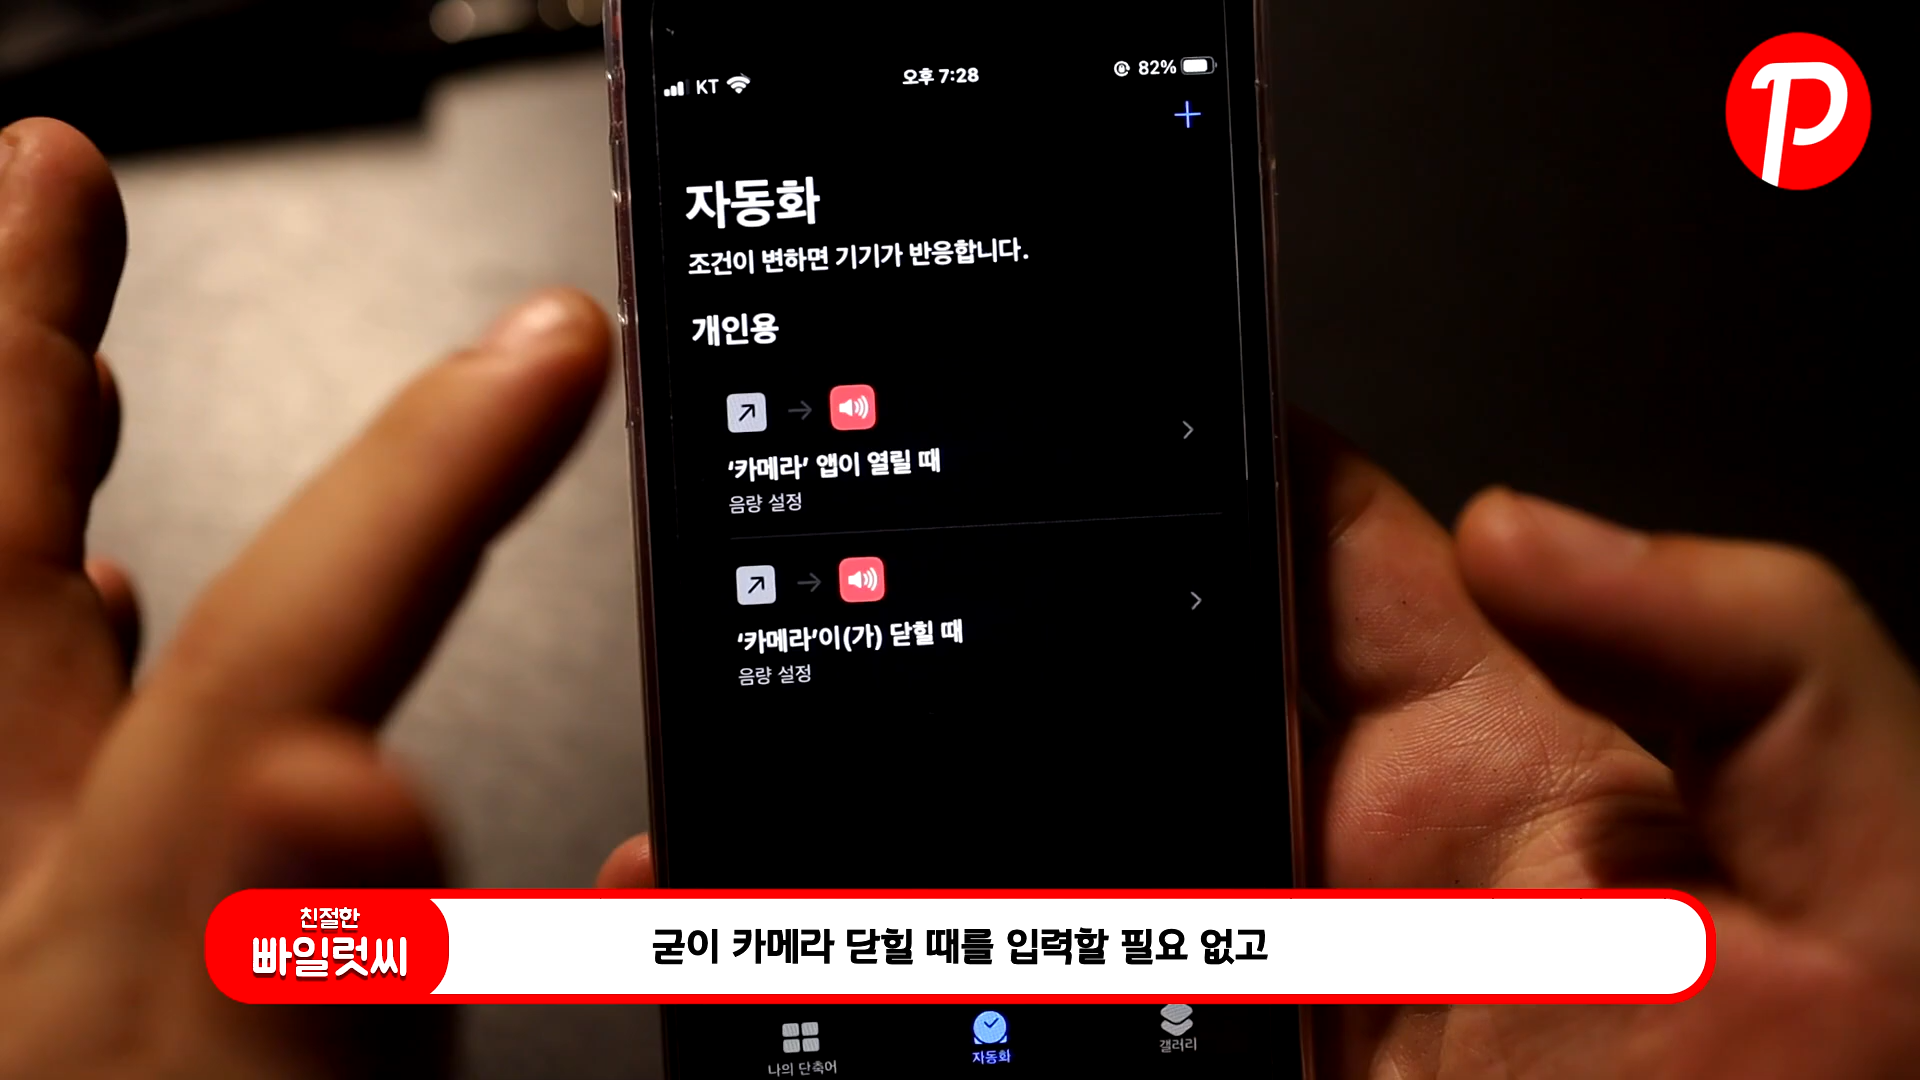 KT 오후 7:28 82%
P
자동화
조건이 변하면 기기가 반응합니다.
개인용
‘카메라’ 앱이 열릴 때
음량 설정
‘카메라’이(가) 닫힐 때
음량 설정
친절한
빠일럿씨
굳이 카메라 닫힐 때를 입력할 필요 없고
나의 단축어 자동화 갤러리